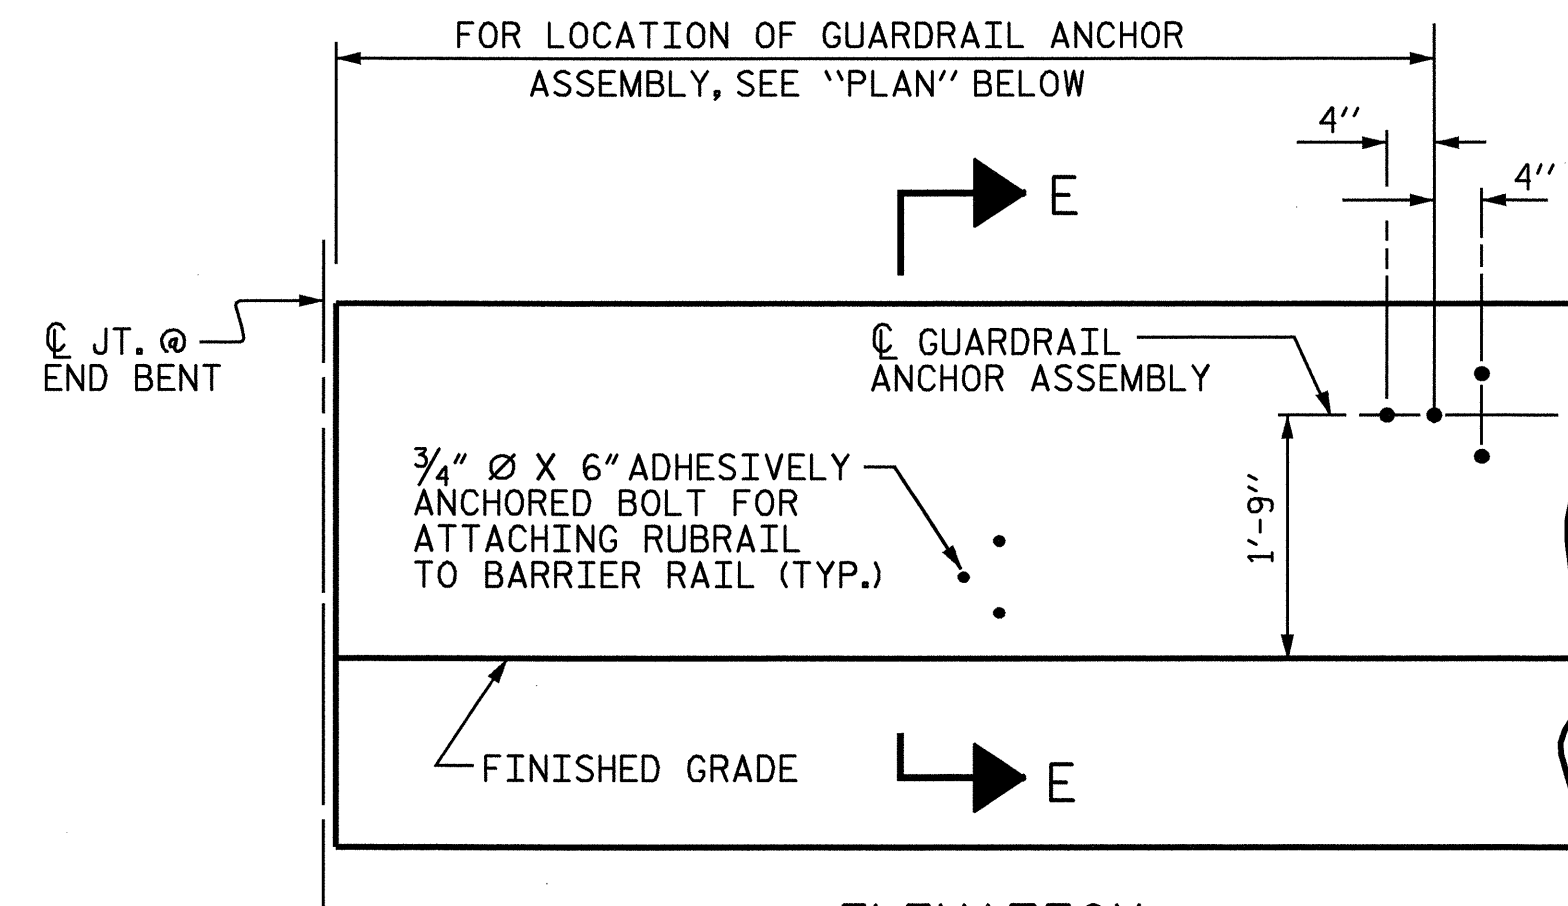 FOR LOCATION OF GUARDRAIL ANCHOR
ASSEMBLY, SEE "PLAN" BELOW
4"
4"
E
℄ JT. @
END BENT
℄ GUARDRAIL
ANCHOR ASSEMBLY
3/4" Ø X 6" ADHESIVELY
ANCHORED BOLT FOR
ATTACHING RUBRAIL
TO BARRIER RAIL (TYP.)
1'-9"
FINISHED GRADE
E